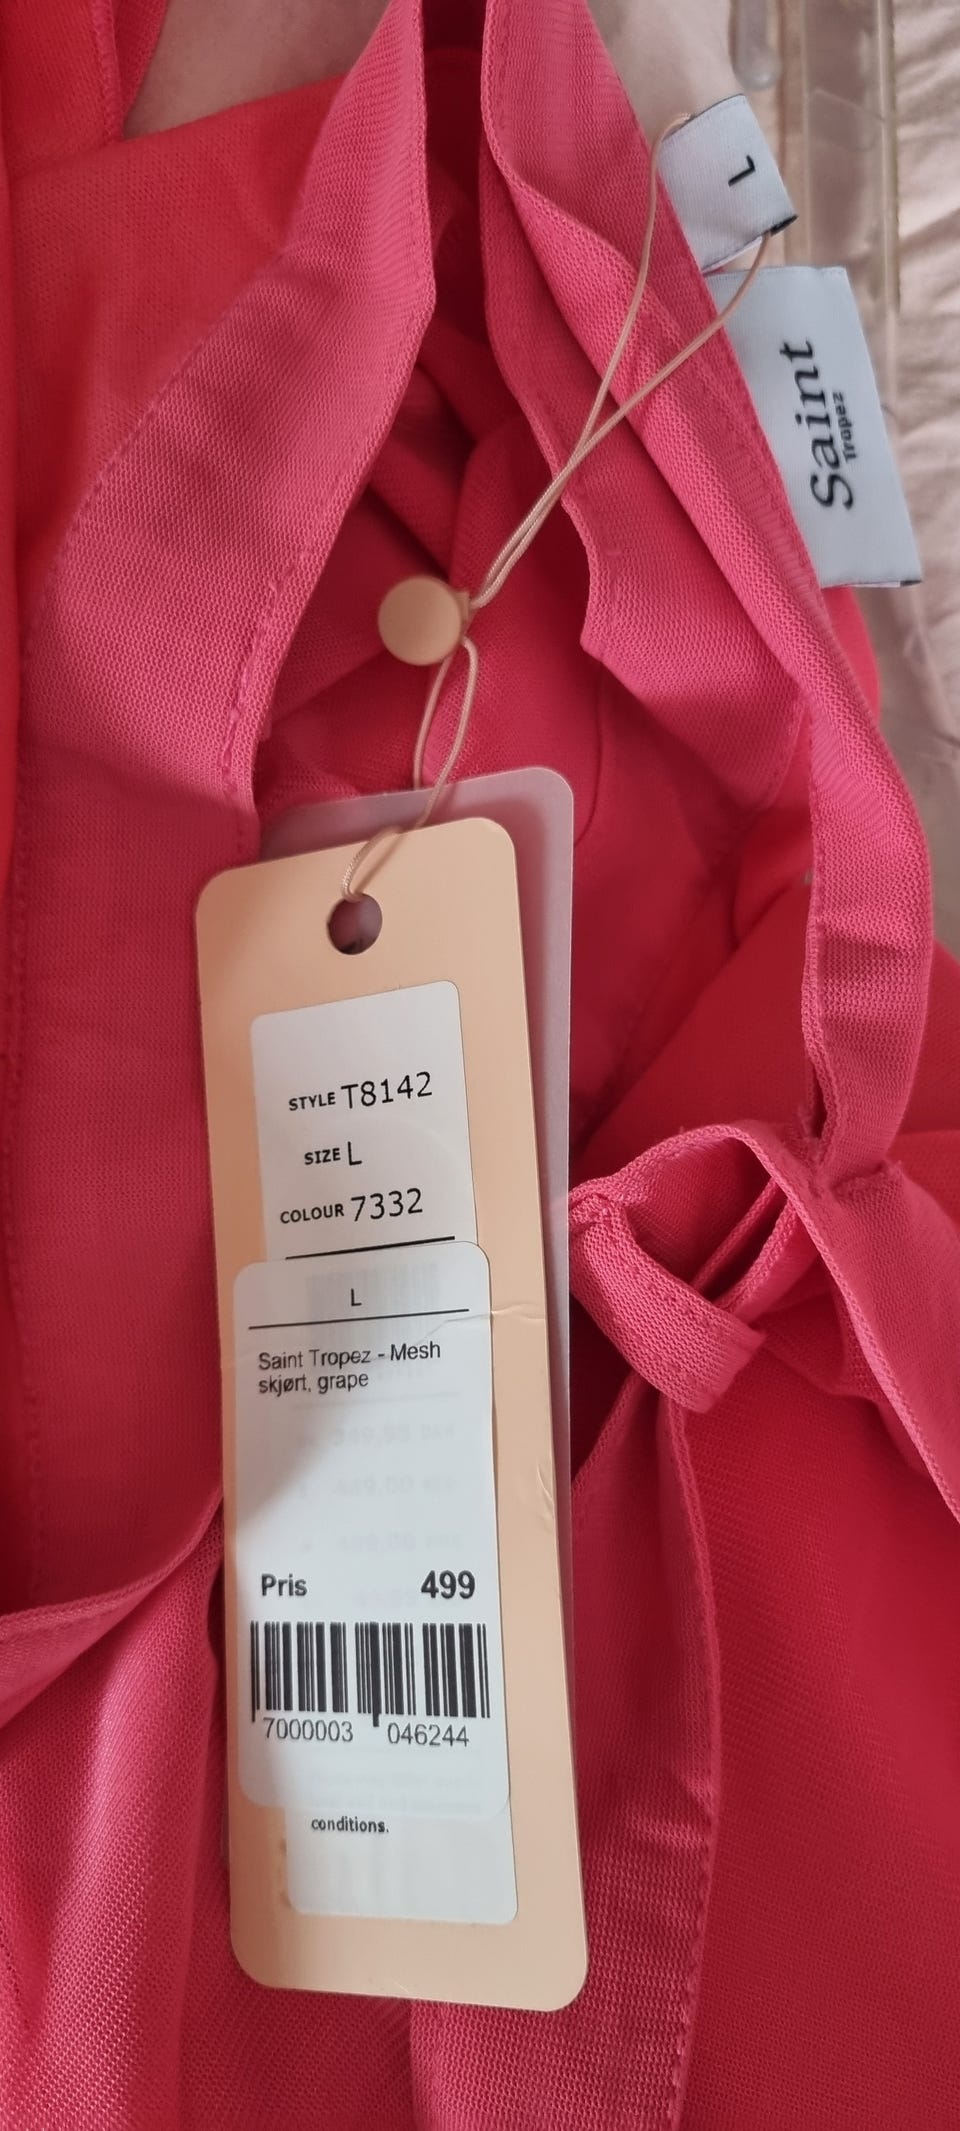 L
Saint
Tropez
STYLE T8142
SIZE L
COLOUR 7332
L
Saint Tropez - Mesh
skjørt, grape
Pris 499
7000003 046244
conditions.